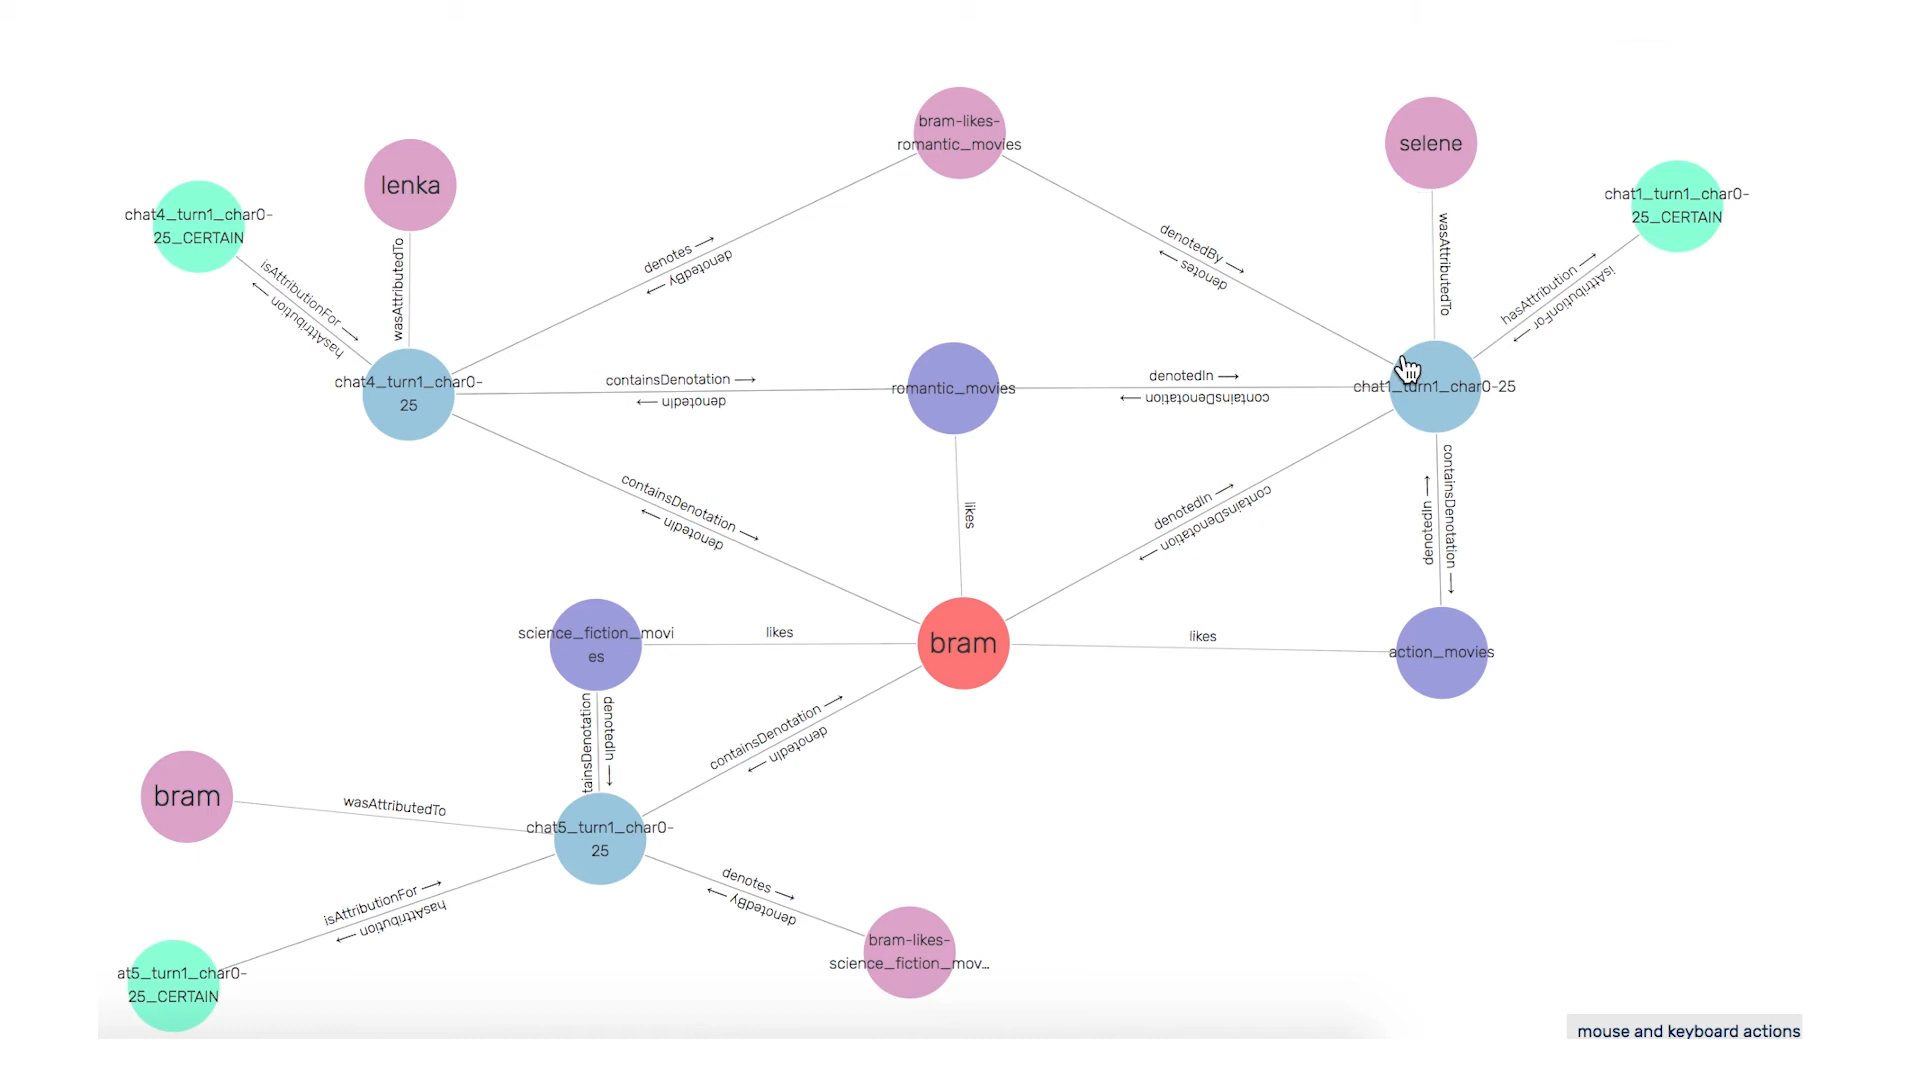 bram-likes-
romantic_movies
selene
lenka
chat4_turn1_char0-
25_CERTAIN
chat1_turn1_char0-
25_CERTAIN
wasAttributedTo
wasAttributedTo
denotes →
denotedBy →
denotedBy →
denotes →
isAttributionFor →
hasAttribution →
hasAttribution →
isAttributionFor →
chat4_turn1_char0-
25
containsDenotation →
denotedIn →
romantic_movies
denotedIn →
containsDenotation →
chat1_turn1_char0-25
containsDenotation →
denotedIn →
likes
denotedIn →
containsDenotation →
containsDenotation →
denotedIn →
science_fiction_movi
es
likes
bram
likes
action_movies
tainsDenotation
denotedIn →
containsDenotation →
denotedIn →
bram
wasAttributedTo
chat5_turn1_char0-
25
isAttributionFor →
hasAttribution →
denotes →
denotedBy →
bram-likes-
science_fiction_mov…
at5_turn1_char0-
25_CERTAIN
mouse and keyboard actions